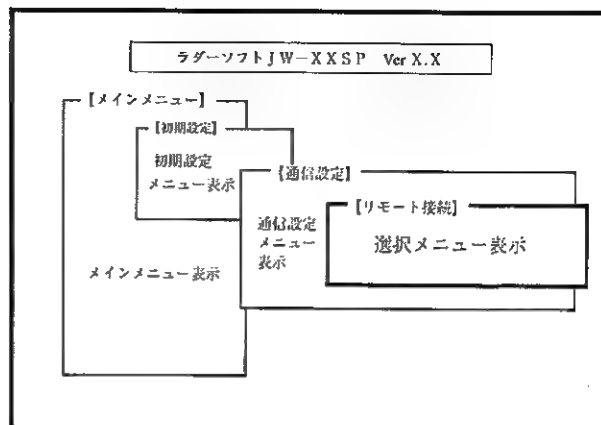 ラダーソフトJW-XXSP Ver X.X
【メインメニュー】
【初期設定】
初期設定
メニュー表示
【通信設定】
通信設定
メニュー
表示
【リモート接続】
選択メニュー表示
メインメニュー表示